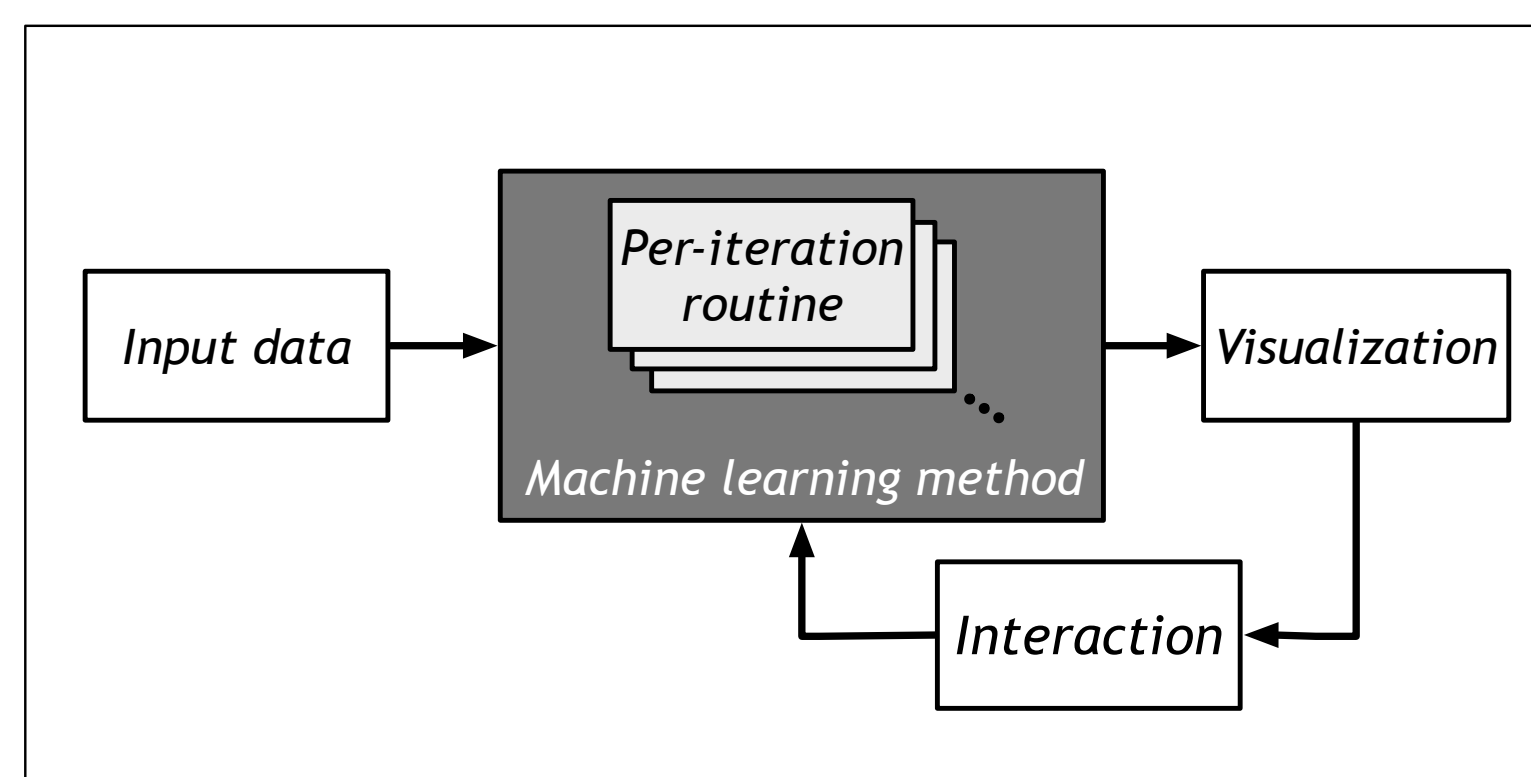 Per-iteration
routine
Input data
Visualization
Machine learning method
Interaction